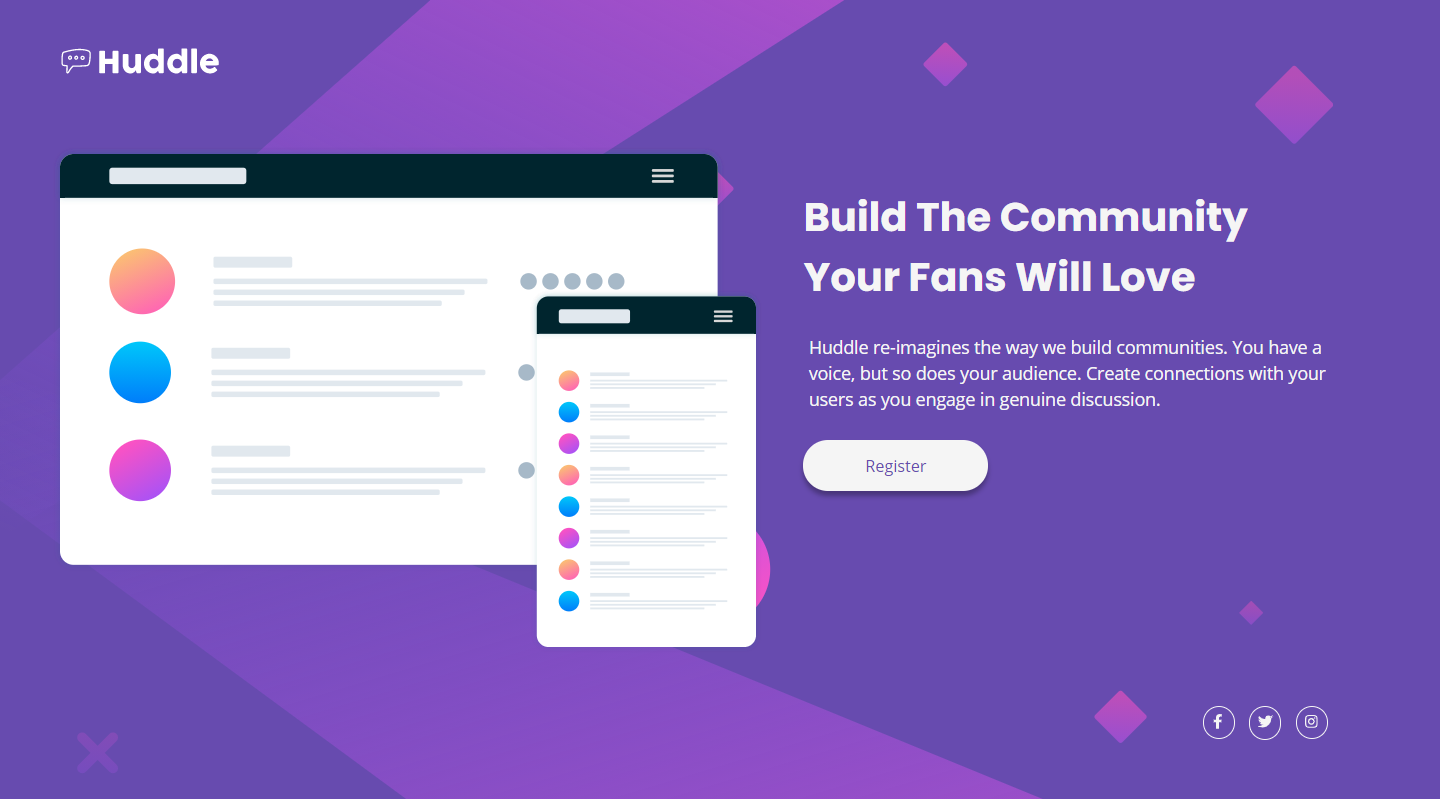 Huddle
Build The Community
Your Fans Will Love
Huddle re-imagines the way we build communities. You have a
voice, but so does your audience. Create connections with your
users as you engage in genuine discussion.
Register